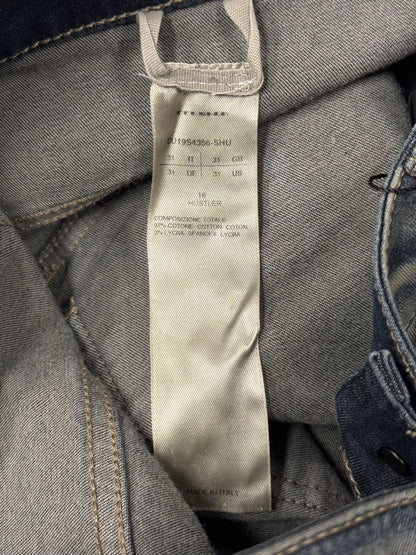 DU19S4356-SHU
31 IT 31 GB
31 DE 31 US
16
HUSTLER
COMPOSIZIONE TOTALE
97% COTONE- COTTON- COTON
3% LYCRA- SPANDEX- LYCRA
MADE IN ITALY